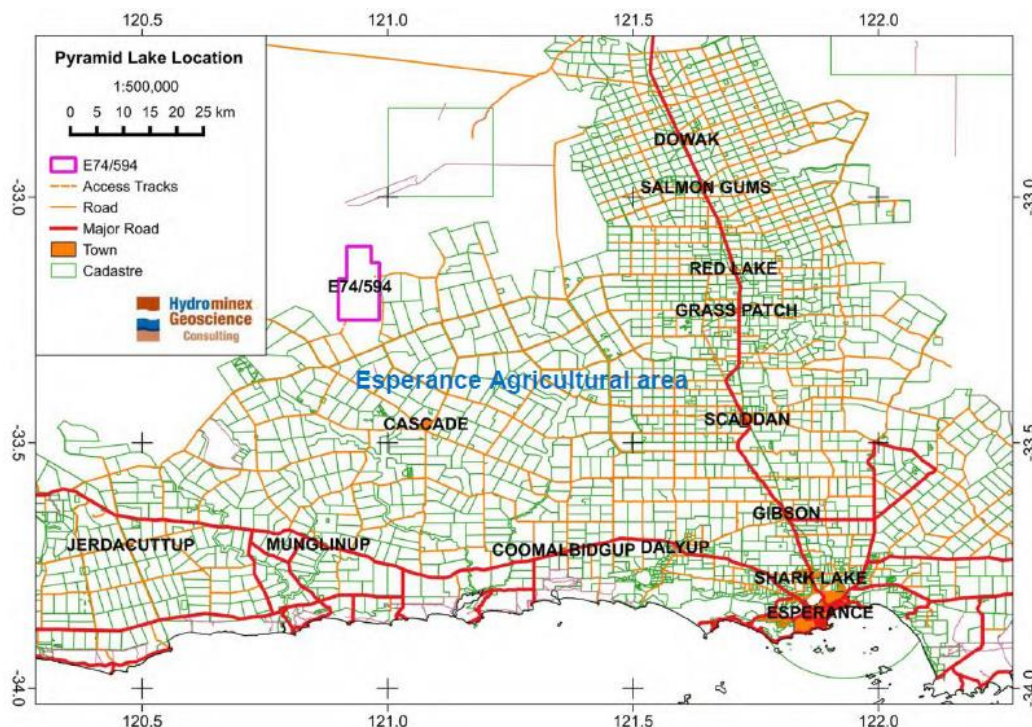 120.5 121.0 121.5 122.0
Pyramid Lake Location
1:500,000
0 5 10 15 20 25 km
E74/594
Access Tracks
Road
Major Road
Town
Cadastre
Hydrominex
Geoscience
Consulting
-33.0
-33.0
DOWAK
SALMON GUMS
RED LAKE
E74/594
GRASS PATCH
Esperance Agricultural area
SCADDAN
CASCADE
-33.5
-33.5
GIBSON
JERDACUTTUP
MUNGLINUP
COOMALBIDGUP
DALYUP
SHARK LAKE
ESPERANCE
-34.0
-34.0
120.5 121.0 121.5 122.0